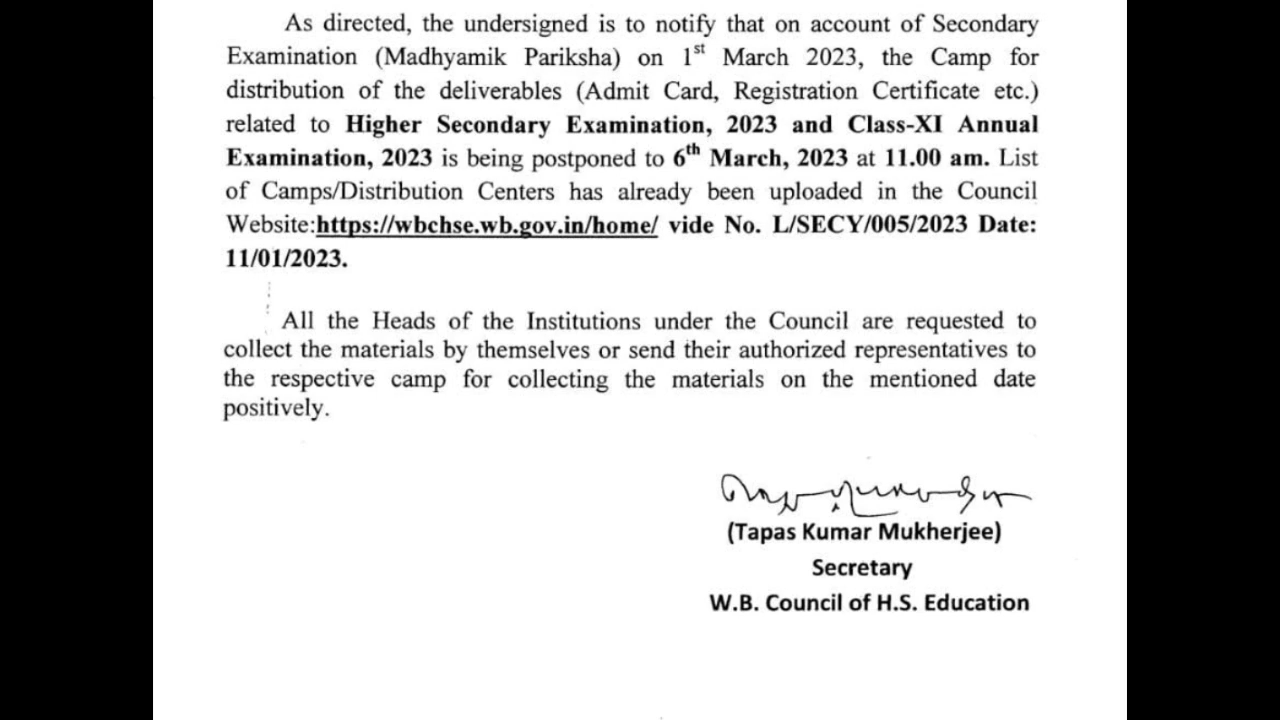 As directed, the undersigned is to notify that on account of Secondary
Examination (Madhyamik Pariksha) on 1st March 2023, the Camp for
distribution of the deliverables (Admit Card, Registration Certificate etc.)
related to Higher Secondary Examination, 2023 and Class-XI Annual
Examination, 2023 is being postponed to 6th March, 2023 at 11.00 am. List
of Camps/Distribution Centers has already been uploaded in the Council
Website:https://wbchse.wb.gov.in/home/ vide No. L/SECY/005/2023 Date:
11/01/2023.
All the Heads of the Institutions under the Council are requested to
collect the materials by themselves or send their authorized representatives to
the respective camp for collecting the materials on the mentioned date
positively.
(Tapas Kumar Mukherjee)
Secretary
W.B. Council of H.S. Education